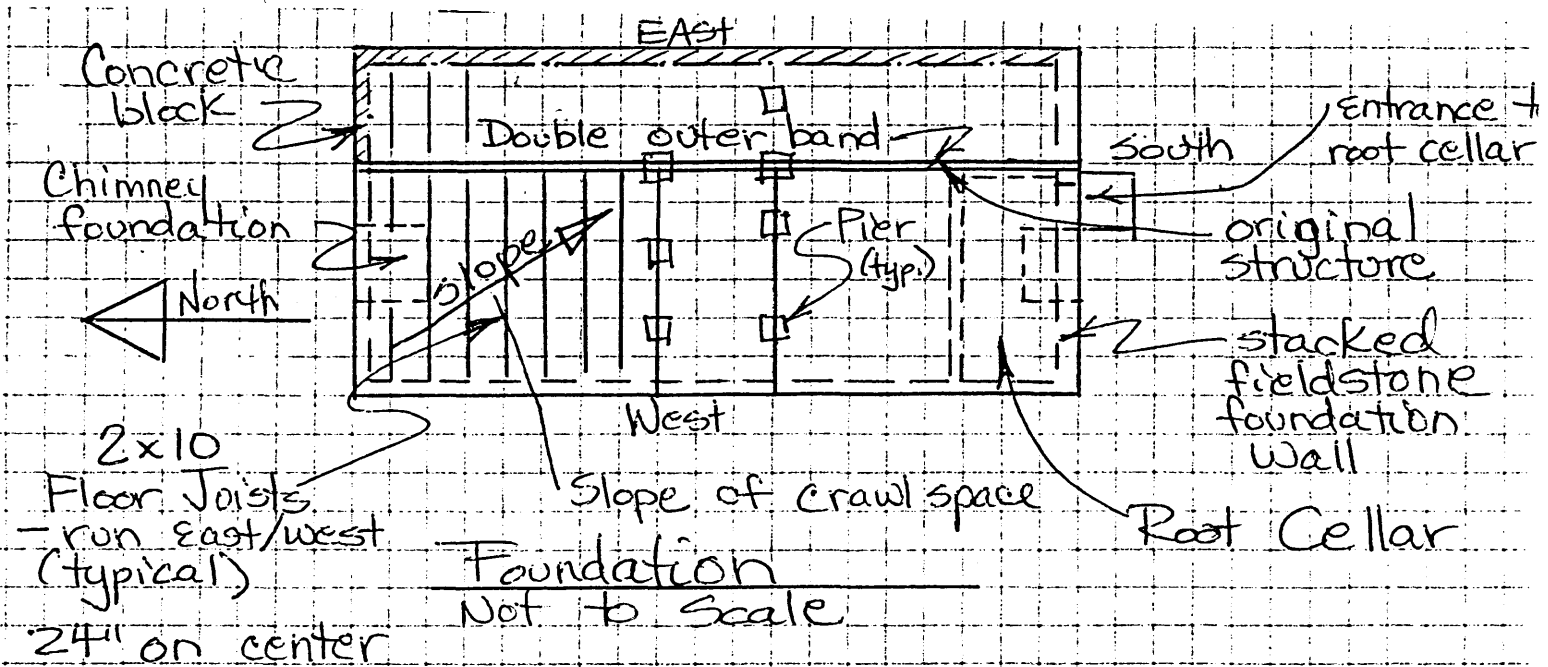 EAST
Concrete
block
Double outer band
Entrance t
root cellar
South
Chimney
foundation
Slope
Pier
(typ.)
original
structure
North
stacked
fieldstone
foundation
Wall
West
2x10
Floor Joists
- run East/west
(typical)
24" on center
Slope of crawl space
Root Cellar
Foundation
Not to Scale